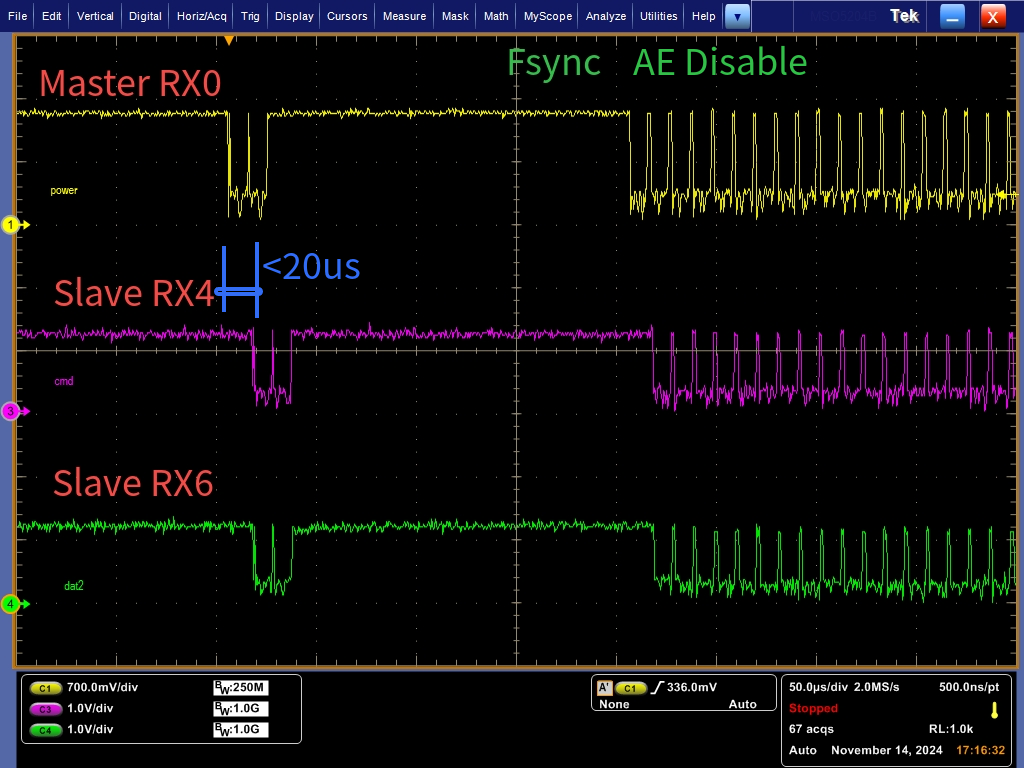 File Edit Vertical Digital Horiz/Acq Trig Display Cursors Measure Mask Math MyScope Analyze Utilities Help Tek X
Master RX0 Fsync AE Disable
power
1
<20us
Slave RX4
cmd
3
Slave RX6
dat2
4
C1 700.0mV/div BW:250M
C3 1.0V/div BW:1.0G
C4 1.0V/div BW:1.0G
A' C1 336.0mV
None Auto
50.0µs/div 2.0MS/s 500.0ns/pt
Stopped
67 acqs RL:1.0k
Auto November 14, 2024 17:16:32